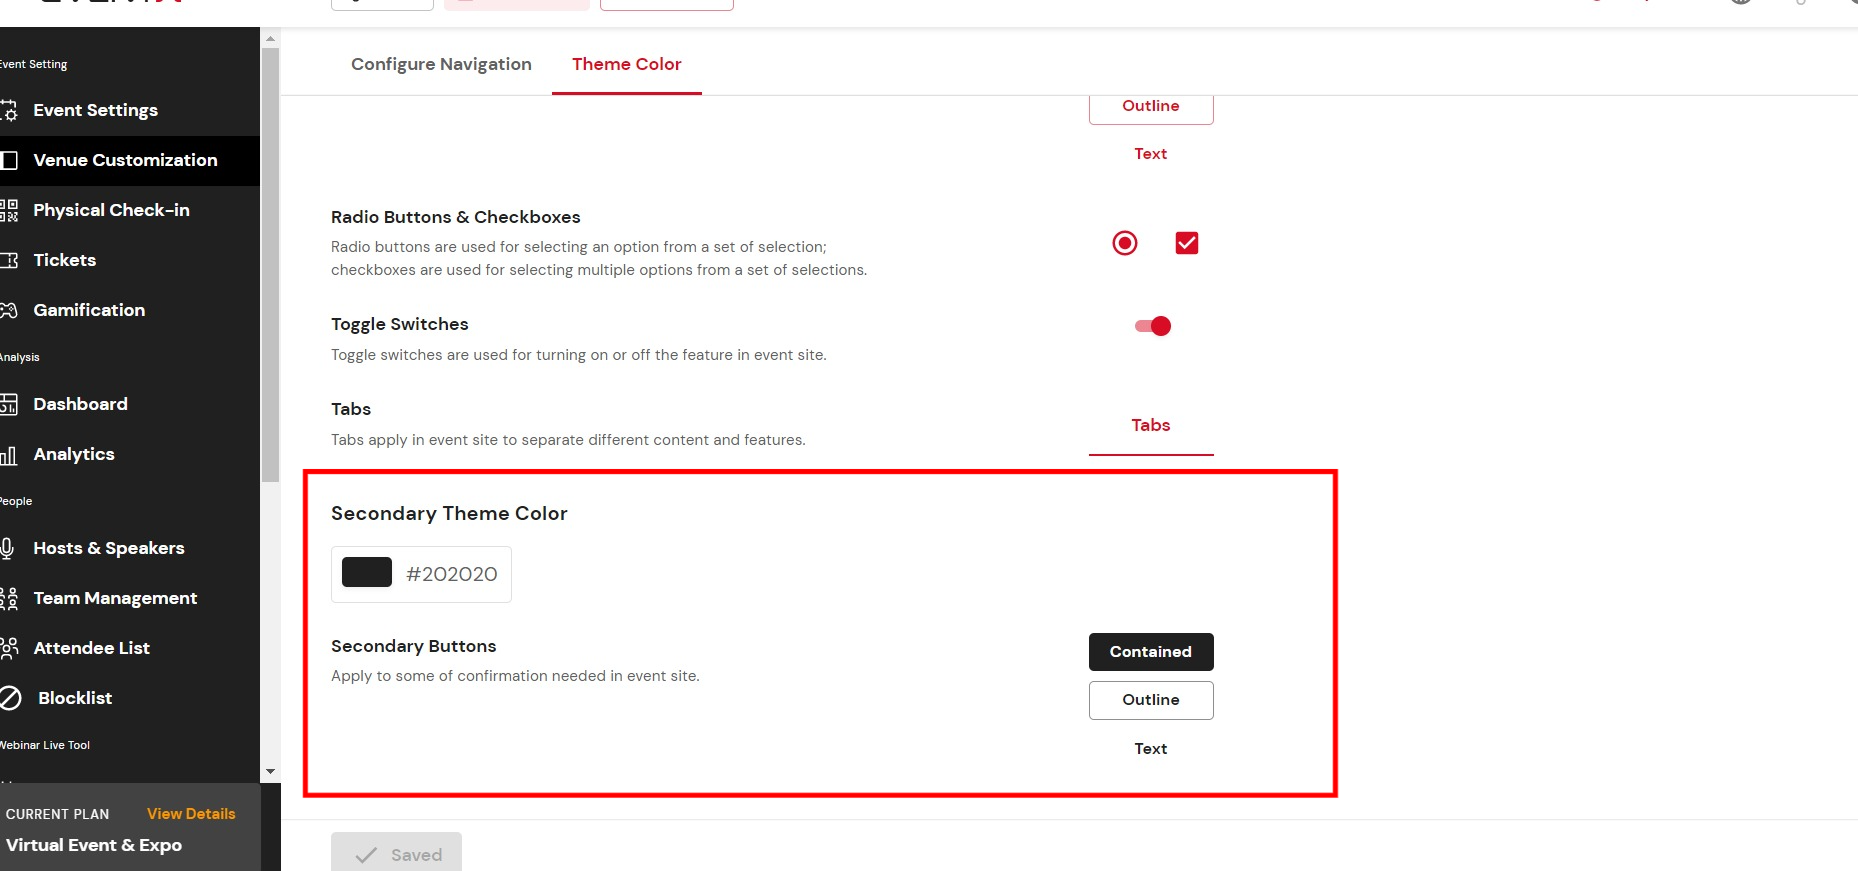 Event Setting
Event Settings
Venue Customization
Physical Check-in
Tickets
Gamification
Analysis
Dashboard
Analytics
People
Hosts & Speakers
Team Management
Attendee List
Blocklist
Webinar Live Tool
CURRENT PLAN View Details
Virtual Event & Expo
Configure Navigation Theme Color
Outline
Text
Radio Buttons & Checkboxes
Radio buttons are used for selecting an option from a set of selection;
checkboxes are used for selecting multiple options from a set of selections.
Toggle Switches
Toggle switches are used for turning on or off the feature in event site.
Tabs
Tabs apply in event site to separate different content and features.
Tabs
Secondary Theme Color
#202020
Secondary Buttons
Apply to some of confirmation needed in event site.
Contained
Outline
Text
Saved